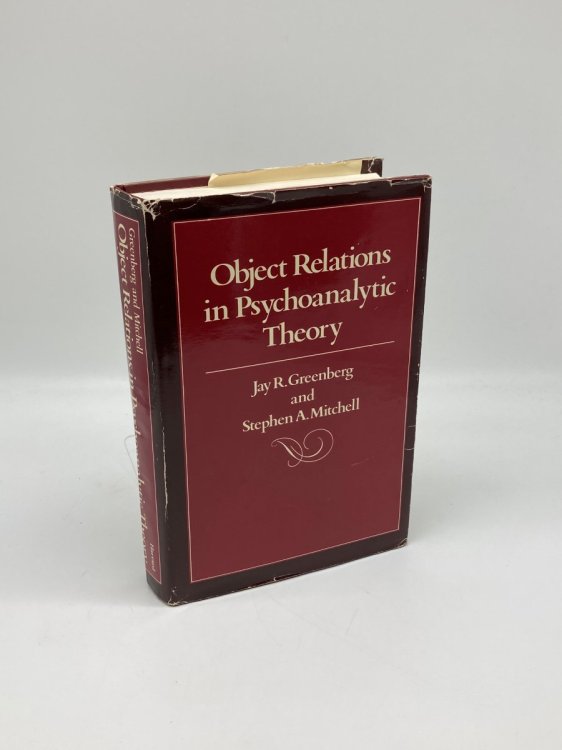 Object Relations
in Psychoanalytic
Theory
Jay R. Greenberg
and
Stephen A. Mitchell
Greenberg and Mitchell
Object Relations in Psychoanalytic Theory